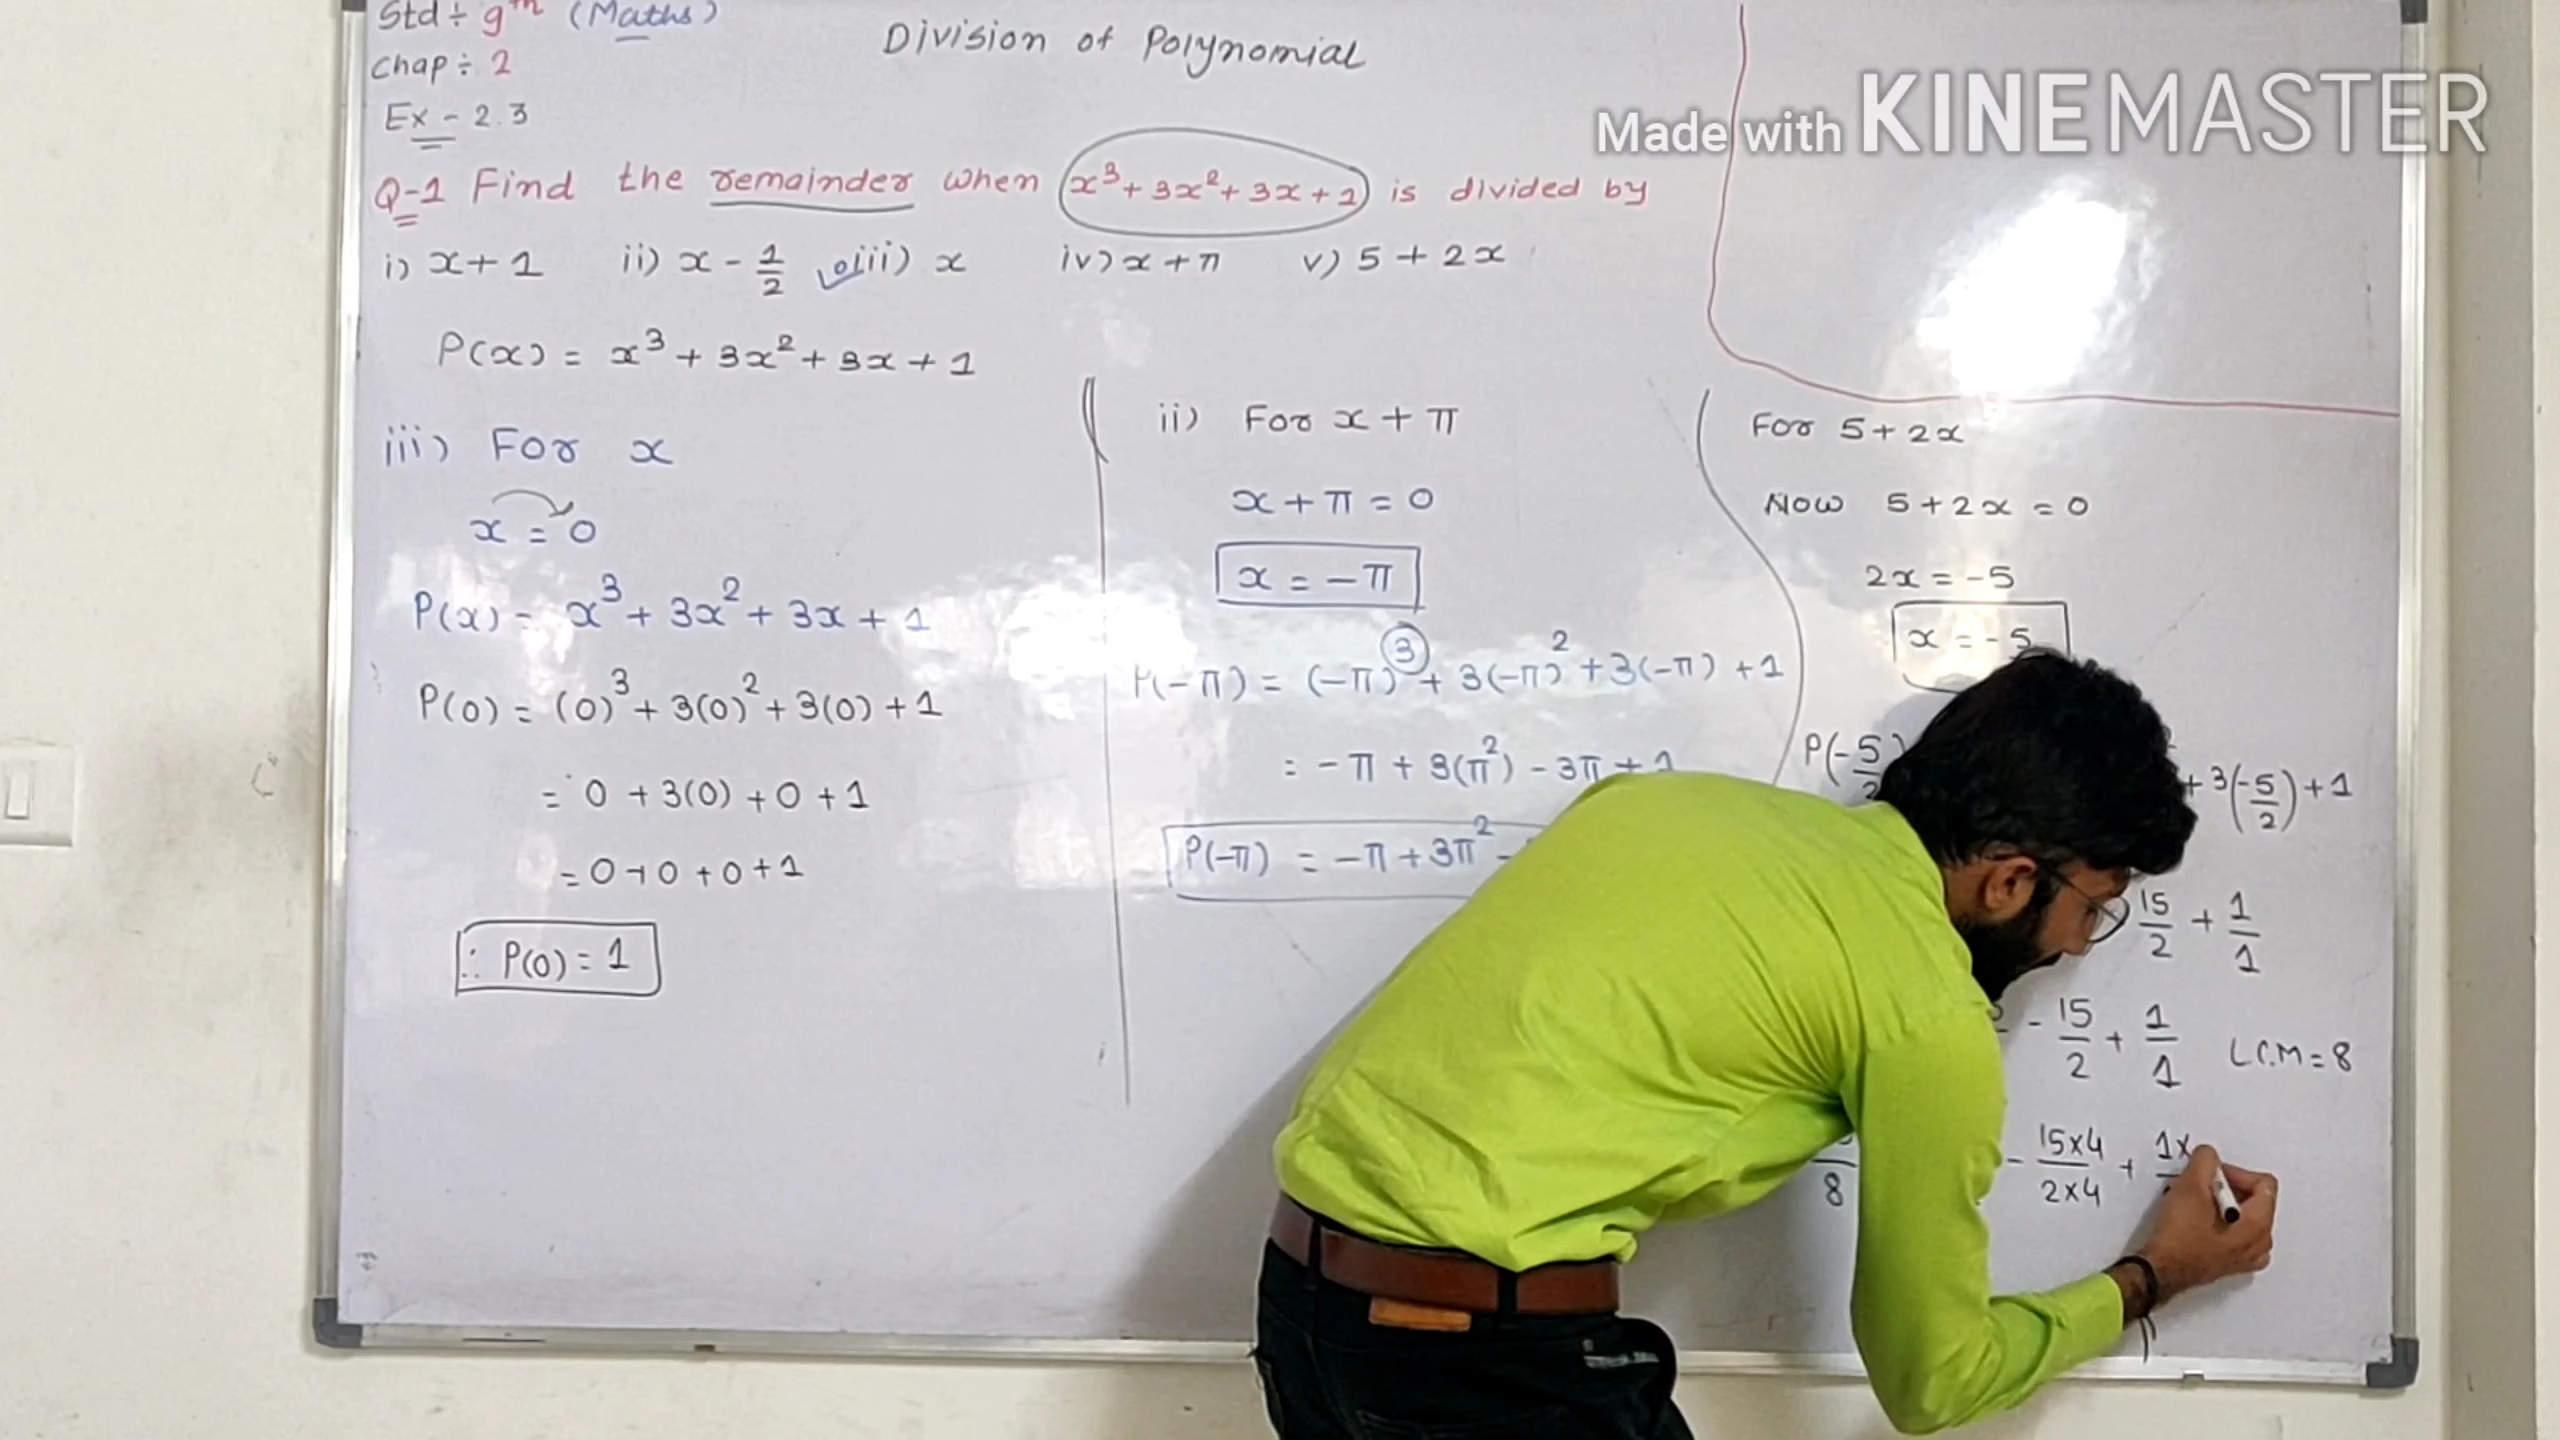 Std ÷ 9th (Maths)
Division of Polynomial
Chap ÷ 2
Made with KINEMASTER
Ex - 2.3
Q-1 Find the remainder when x³ + 3x² + 3x + 1 is divided by
i) x + 1 ii) x - 1/2 iii) x iv) x + π v) 5 + 2x
P(x) = x³ + 3x² + 3x + 1
iii) For x
x = 0
P(x) = x³ + 3x² + 3x + 1
P(0) = (0)³ + 3(0)² + 3(0) + 1
= 0 + 3(0) + 0 + 1
= 0 + 0 + 0 + 1
∴ P(0) = 1
ii) For x + π
x + π = 0
x = -π
P(-π) = (-π)³ + 3(-π)² + 3(-π) + 1
= -π + 3(π²) - 3π + 1
P(-π) = -π + 3π² -
For 5 + 2x
Now 5 + 2x = 0
2x = -5
x = -5
P(-5/2) + 3(-5/2) + 1
15/2 + 1/1
- 15/2 + 1/1 L.C.M = 8
8 - 15×4/2×4 + 1×